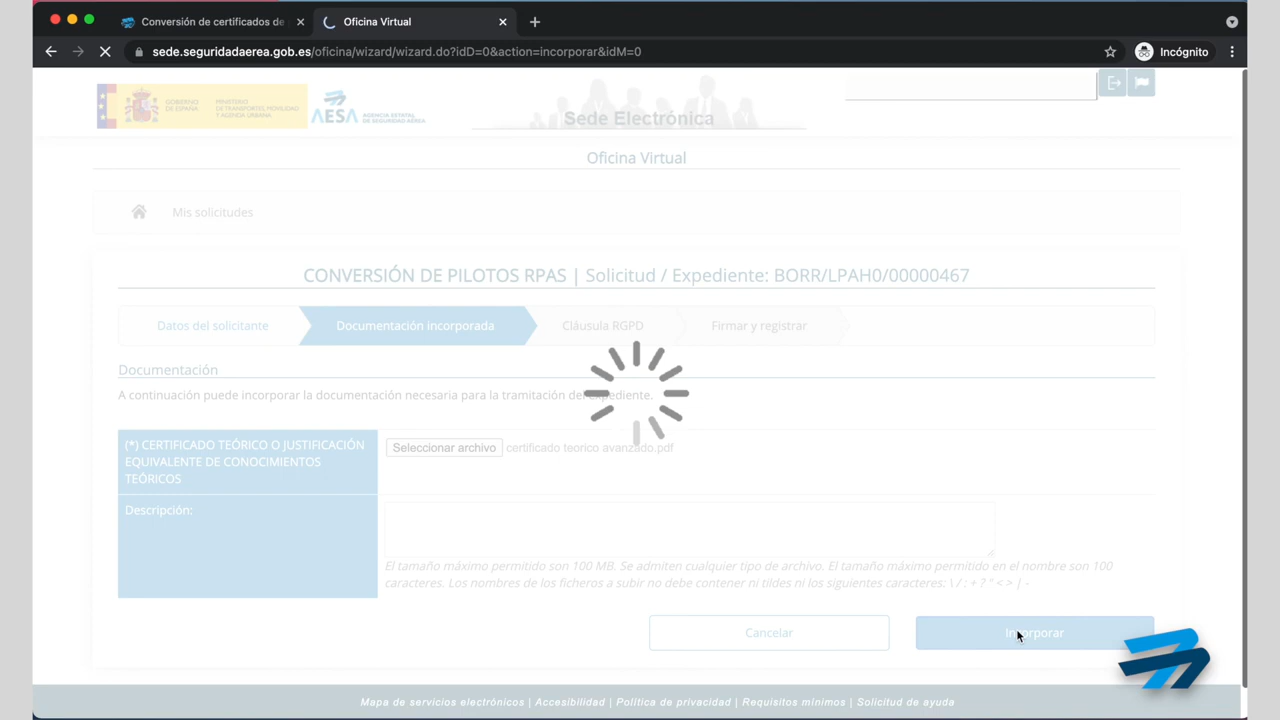 Conversión de certificados de
Oficina Virtual
sede.seguridadaerea.gob.es/oficina/wizard/wizard.do?idD=0&action=incorporar&idM=0
Incógnito
GOBIERNO DE ESPAÑA
MINISTERIO DE TRANSPORTES, MOVILIDAD Y AGENDA URBANA
AESA AGENCIA ESTATAL DE SEGURIDAD AÉREA
Sede Electrónica
Oficina Virtual
Mis solicitudes
CONVERSIÓN DE PILOTOS RPAS | Solicitud / Expediente: BORR/LPAH0/00000467
Datos del solicitante
Documentación incorporada
Cláusula RGPD
Firmar y registrar
Documentación
A continuación puede incorporar la documentación necesaria para la tramitación del expediente.
(*) CERTIFICADO TEÓRICO O JUSTIFICACIÓN
EQUIVALENTE DE CONOCIMIENTOS
TEÓRICOS
Seleccionar archivo certificado teorico avanzado.pdf
Descripción:
El tamaño máximo permitido son 100 MB. Se admiten cualquier tipo de archivo. El tamaño máximo permitido en el nombre son 100
caracteres. Los nombres de los ficheros a subir no debe contener ni tildes ni los siguientes caracteres: \ / : + ? " < > | -
Cancelar
Incorporar
Mapa de servicios electrónicos | Accesibilidad | Política de privacidad | Requisitos mínimos | Solicitud de ayuda